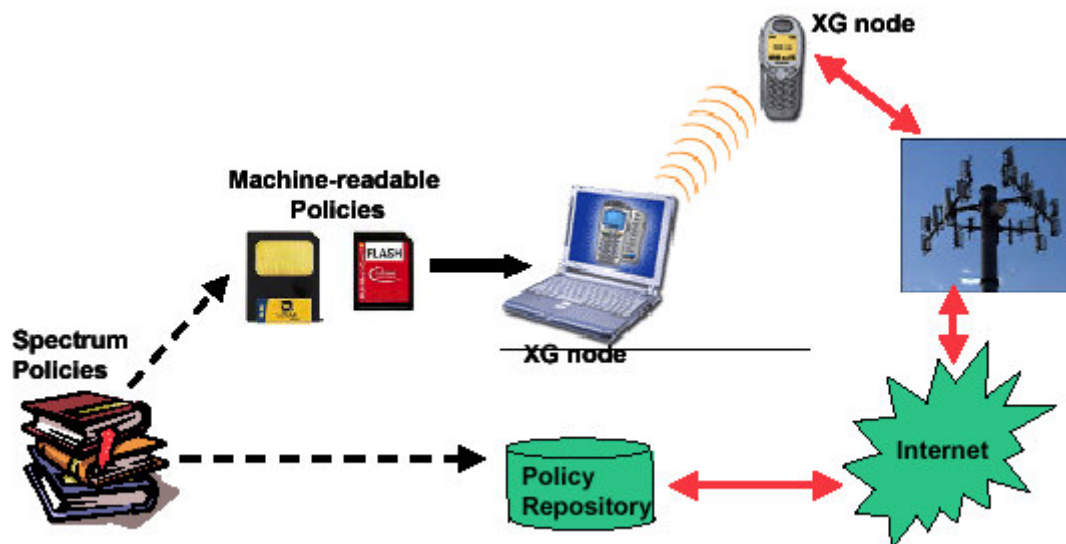 XG node
Machine-readable
Policies
FLASH
Spectrum
Policies
XG node
Internet
Policy
Repository